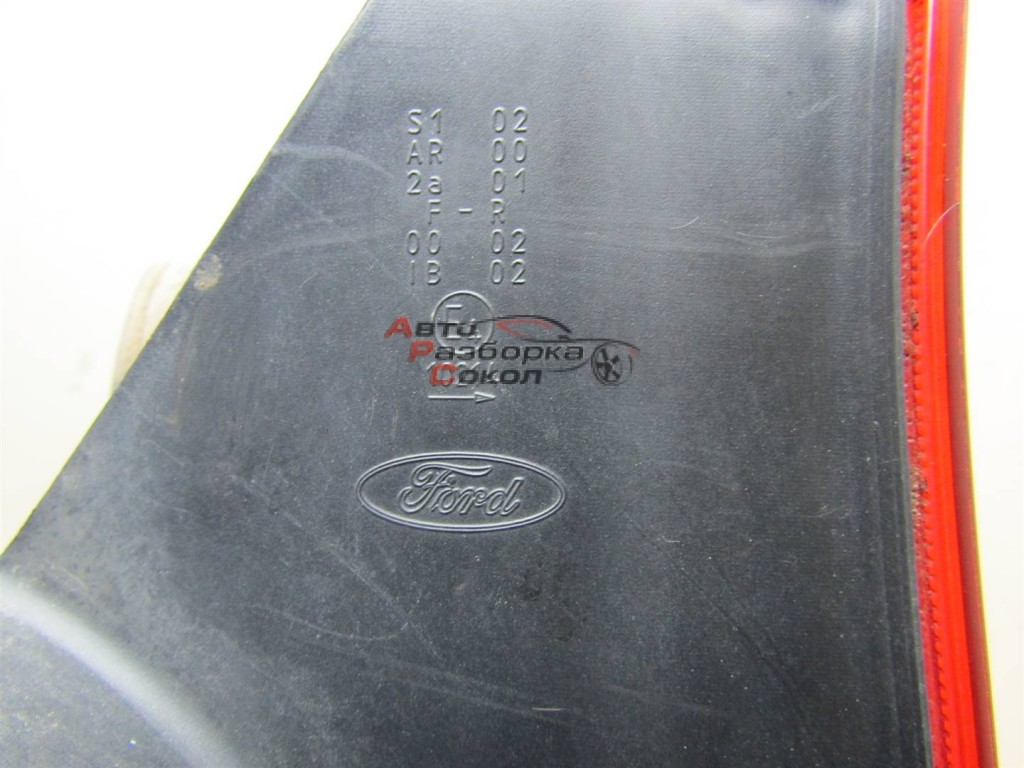 S1 02
AR 00
2a 01
F - R
00 02
IB 02
Авто
Разборка
Сокол
Ford